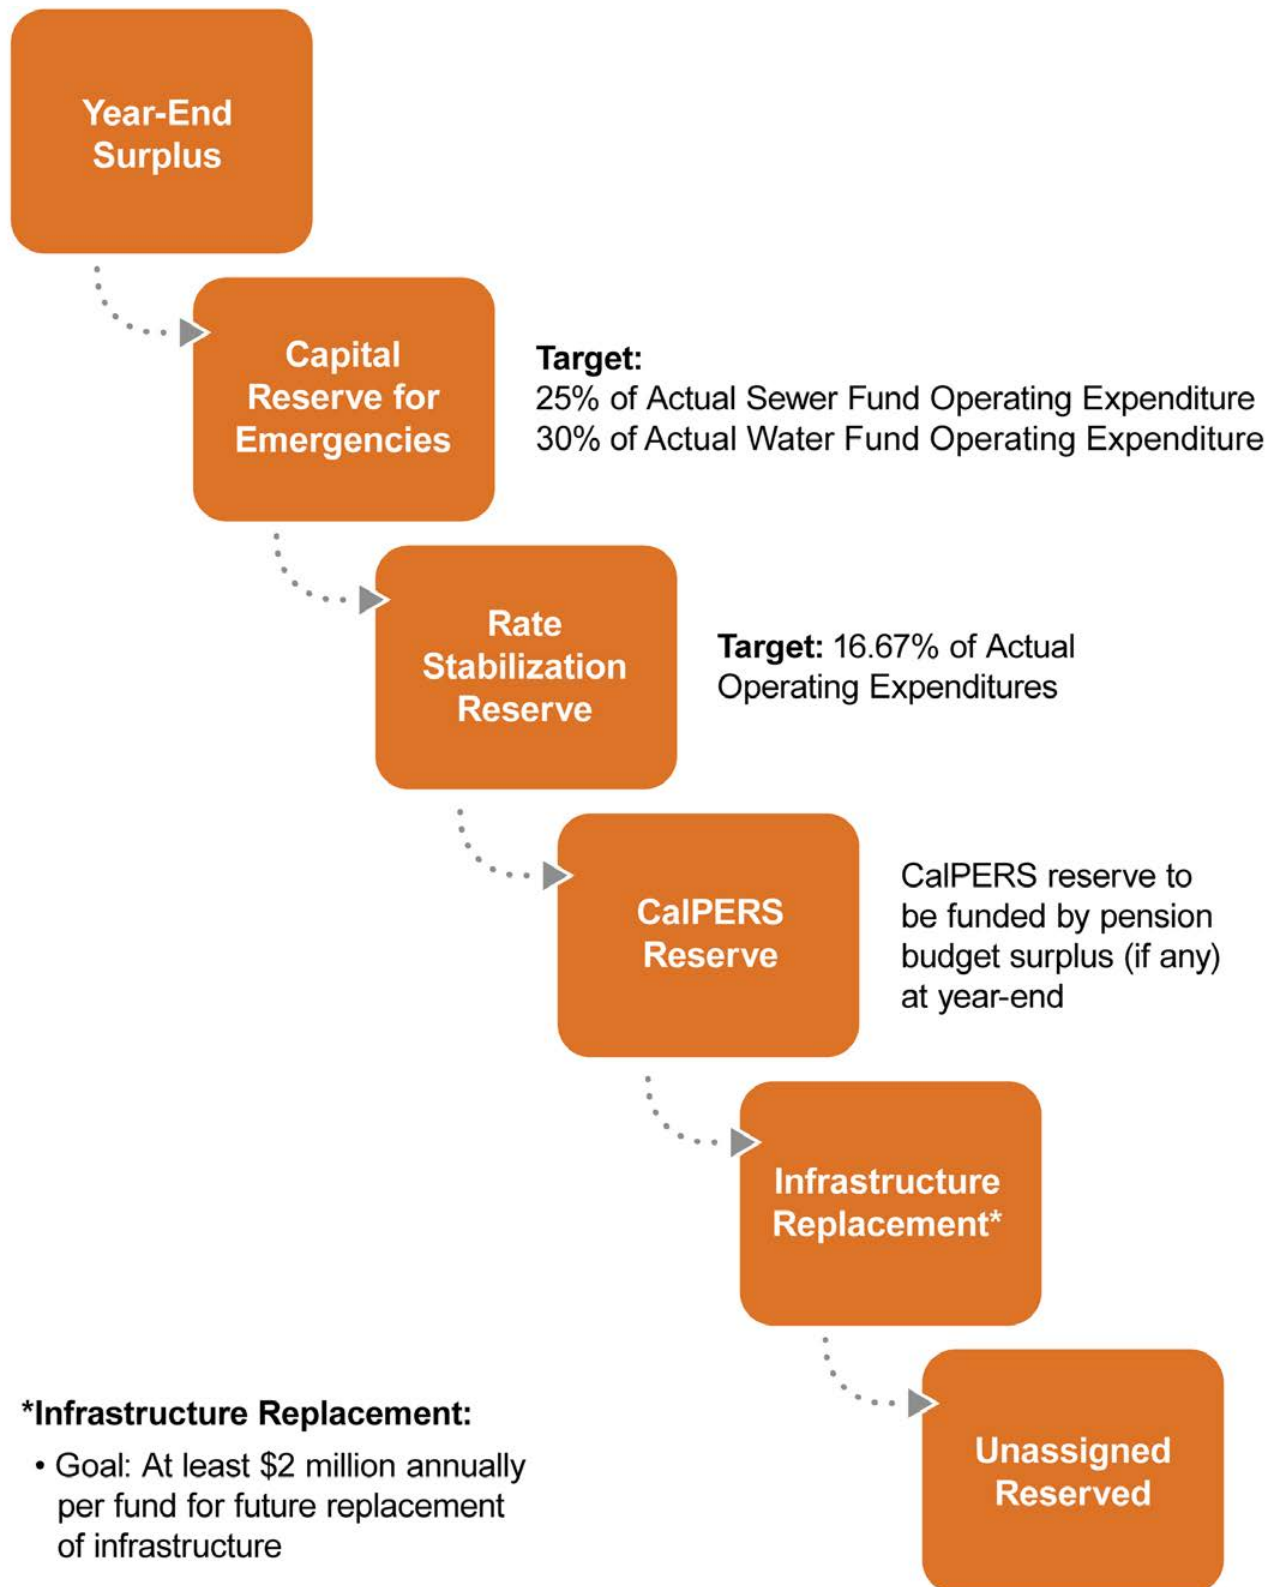 Year-End
Surplus
Capital
Reserve for
Emergencies
Target:
25% of Actual Sewer Fund Operating Expenditure
30% of Actual Water Fund Operating Expenditure
Rate
Stabilization
Reserve
Target: 16.67% of Actual
Operating Expenditures
CalPERS
Reserve
CalPERS reserve to
be funded by pension
budget surplus (if any)
at year-end
Infrastructure
Replacement*
Unassigned
Reserved
*Infrastructure Replacement:
• Goal: At least $2 million annually
per fund for future replacement
of infrastructure